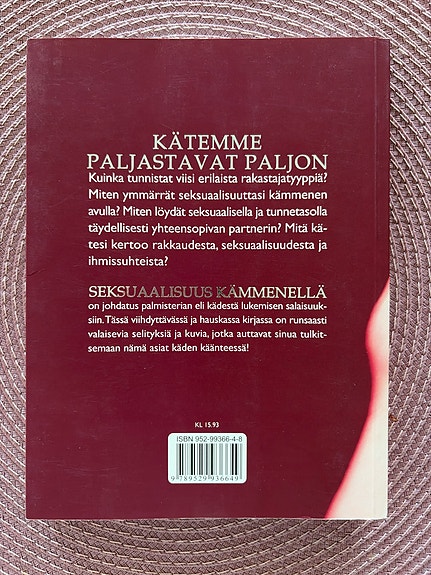 KÄTEMME
PALJASTAVAT PALJON
Kuinka tunnistat viisi erilaista rakastajatyyppiä?
Miten ymmärrät seksuaalisuuttasi kämmenen
avulla? Miten löydät seksuaalisella ja tunnetasolla
täydellisesti yhteensopivan partnerin? Mitä kä-
tesi kertoo rakkaudesta, seksuaalisuudesta ja
ihmissuhteista?
SEKSUAALISUUS KÄMMENELLÄ
on johdatus palmisterian eli kädestä lukemisen salaisuuk-
siin. Tässä viihdyttävässä ja hauskassa kirjassa on runsaasti
valaisevia selityksiä ja kuvia, jotka auttavat sinua tulkit-
semaan nämä asiat käden käänteessä!
KL 15.93
ISBN 952-99366-4-8
9 789529 936649